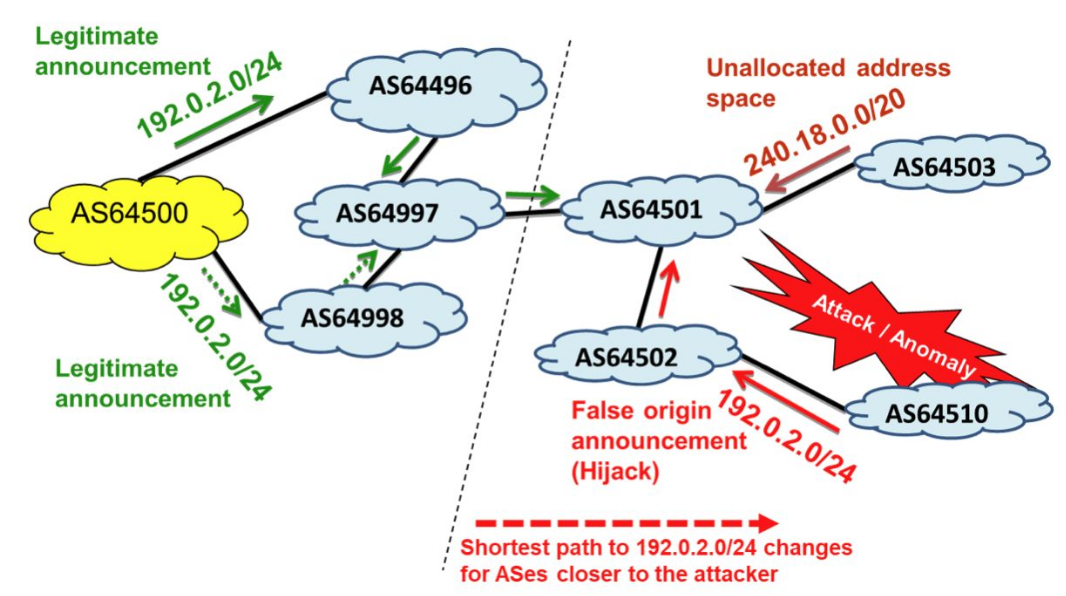 Legitimate
announcement
192.0.2.0/24
AS64496
Unallocated address
space
240.18.0.0/20
AS64503
AS64500
AS64997
AS64501
192.0.2.0/24
AS64998
Legitimate
announcement
Attack / Anomaly
AS64502
AS64510
False origin
announcement
(Hijack)
192.0.2.0/24
Shortest path to 192.0.2.0/24 changes
for ASes closer to the attacker